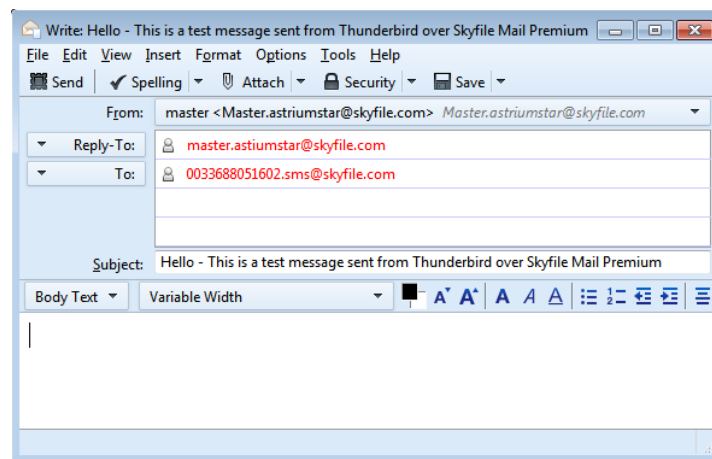 Write: Hello - This is a test message sent from Thunderbird over Skyfile Mail Premium
File Edit View Insert Format Options Tools Help
Send Spelling Attach Security Save
From: master <Master.astriumstar@skyfile.com> Master.astriumstar@skyfile.com
Reply-To: master.astiumstar@skyfile.com
To: 0033688051602.sms@skyfile.com
Subject: Hello - This is a test message sent from Thunderbird over Skyfile Mail Premium
Body Text Variable Width A A A A A